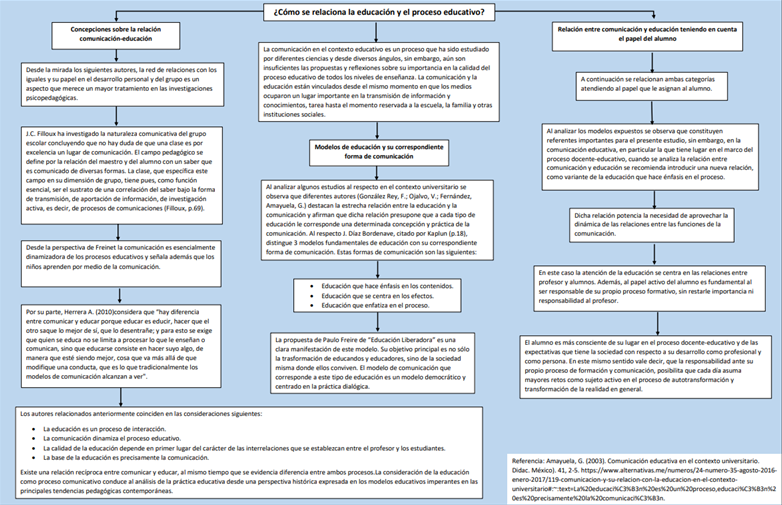 ¿Cómo se relaciona la educación y el proceso educativo?
Concepciones sobre la relación
comunicación-educación
Desde la mirada los siguientes autores, la red de relaciones con los
iguales y su papel en el desarrollo personal y del grupo es un
aspecto que merece un mayor tratamiento en las investigaciones
psicopedagógicas.
J.C. Filloux ha investigado la naturaleza comunicativa del grupo
escolar concluyendo que no hay duda de que una clase es por
excelencia un lugar de comunicación. El campo pedagógico se
define por la relación del maestro y del alumno con un saber que
es comunicado de diversas formas. La clase, que especifica este
campo en su dimensión de grupo, tiene pues, como función
esencial, ser el sustrato de una correlación del saber bajo la forma
de transmisión, de aportación de información, de investigación
activa, es decir, de procesos de comunicaciones (Filloux, p.69).
Desde la perspectiva de Freinet la comunicación es esencialmente
dinamizadora de los procesos educativos y señala además que los
niños aprenden por medio de la comunicación.
Por su parte, Herrera A. (2010)considera que "hay diferencia
entre comunicar y educar porque educar es educir, hacer que el
otro saque lo mejor de sí, que lo desentrañe; y para esto se exige
que quien se educa no se limita a procesar lo que le enseñan o
comunican, sino que educarse consiste en hacer suyo algo, de
manera que esté siendo mejor, cosa que va más allá de que
modifique una conducta, que es lo que tradicionalmente los
modelos de comunicación alcanzan a ver".
Los autores relacionados anteriormente coinciden en las consideraciones siguientes:
• La educación es un proceso de interacción.
• La comunicación dinamiza el proceso educativo.
• La calidad de la educación depende en primer lugar del carácter de las interrelaciones que se establezcan entre el profesor y los estudiantes.
• La base de la educación es precisamente la comunicación.
Existe una relación recíproca entre comunicar y educar, al mismo tiempo que se evidencia diferencia entre ambos procesos.La consideración de la educación
como proceso comunicativo conduce al análisis de la práctica educativa desde una perspectiva histórica expresada en los modelos educativos imperantes en las
principales tendencias pedagógicas contemporáneas.
La comunicación en el contexto educativo es un proceso que ha sido estudiado
por diferentes ciencias y desde diversos ángulos, sin embargo, aún son
insuficientes las propuestas y reflexiones sobre su importancia en la calidad del
proceso educativo de todos los niveles de enseñanza. La comunicación y la
educación están vinculados desde el mismo momento en que los medios
ocuparon un lugar importante en la transmisión de información y
conocimientos, tarea hasta el momento reservada a la escuela, la familia y otras
instituciones sociales.
Modelos de educación y su correspondiente
forma de comunicación
Al analizar algunos estudios al respecto en el contexto universitario se
observa que diferentes autores (González Rey, F.; Ojalvo, V.; Fernández,
Amayuela, G.) destacan la estrecha relación entre la educación y la
comunicación y afirman que dicha relación presupone que a cada tipo de
educación le corresponde una determinada concepción y práctica de la
comunicación. Al respecto J. Díaz Bordenave, citado por Kaplun (p.18),
distingue 3 modelos fundamentales de educación con su correspondiente
forma de comunicación. Estas formas de comunicación son las siguientes:
• Educación que hace énfasis en los contenidos.
• Educación que se centra en los efectos.
• Educación que enfatiza en el proceso.
La propuesta de Paulo Freire de "Educación Liberadora" es una
clara manifestación de este modelo. Su objetivo principal es no sólo
la trasformación de educandos y educadores, sino de la sociedad
misma donde ellos conviven. El modelo de comunicación que
corresponde a este tipo de educación es un modelo democrático y
centrado en la práctica dialógica.
Relación entre comunicación y educación teniendo en cuenta
el papel del alumno
A continuación se relacionan ambas categorías
atendiendo al papel que le asignan al alumno.
Al analizar los modelos expuestos se observa que constituyen
referentes importantes para el presente estudio, sin embargo, en
la comunicación educativa, en particular la que tiene lugar en el marco del
proceso docente-educativo, cuando se analiza la relación entre
comunicación y educación se recomienda introducir una nueva relación,
como variante de la educación que hace énfasis en el proceso.
Dicha relación potencia la necesidad de aprovechar la
dinámica de las relaciones entre las funciones de la
comunicación.
En este caso la atención de la educación se centra en las relaciones entre
profesor y alumnos. Además, al papel activo del alumno es fundamental al
ser responsable de su propio proceso formativo, sin restarle importancia ni
responsabilidad al profesor.
El alumno es más consciente de su lugar en el proceso docente-educativo y de las
expectativas que tiene la sociedad con respecto a su desarrollo como profesional y
como persona. En este mismo sentido vale decir, que la responsabilidad ante su
propio proceso de formación y comunicación, posibilita que cada día asuma
mayores retos como sujeto activo en el proceso de autotransformación y
transformación de la realidad en general.
Referencia: Amayuela, G. (2003). Comunicación educativa en el contexto universitario.
Didac. México). 41, 2-5. https://www.alternativas.me/numeros/24-numero-35-agosto-2016-
enero-2017/119-comunicacion-y-su-relacion-con-la-educacion-en-el-contexto-
universitario#:~:text=La%20educaci%C3%B3n%20es%20un%20proceso,educaci%C3%B3n%2
0es%20precisamente%20la%20comunicaci%C3%B3n.